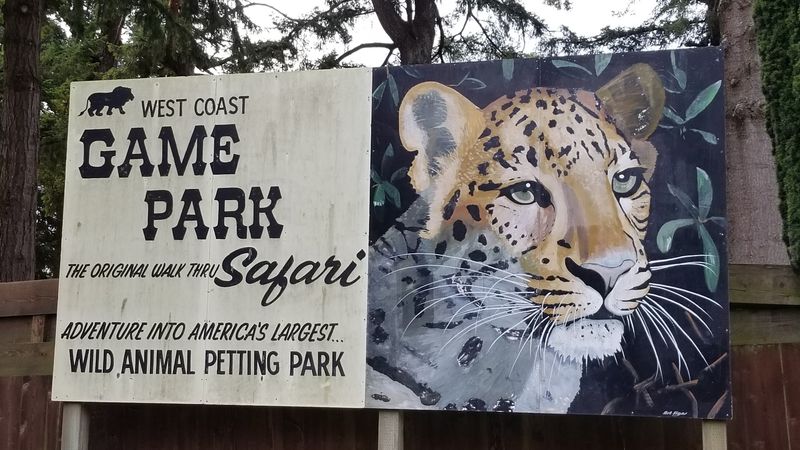 WEST COAST
GAME
PARK
THE ORIGINAL WALK THRU Safari
ADVENTURE INTO AMERICA'S LARGEST...
WILD ANIMAL PETTING PARK